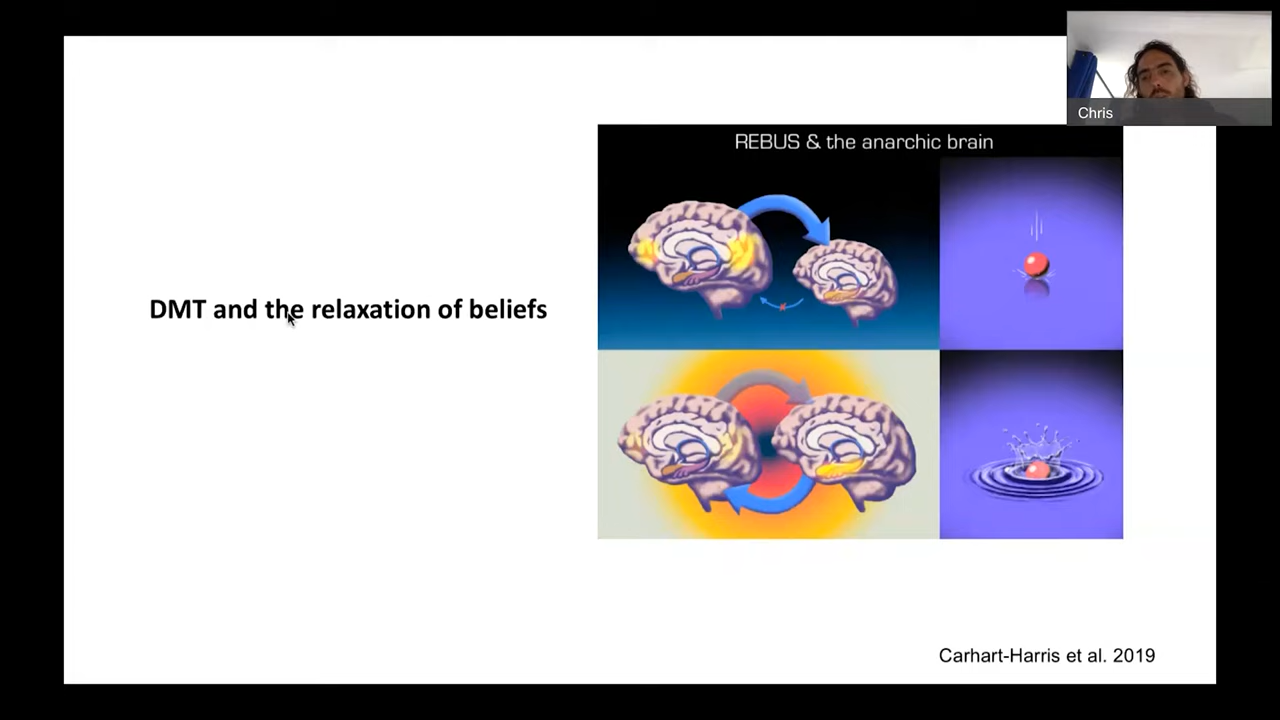 Chris
REBUS & the anarchic brain
DMT and the relaxation of beliefs
Carhart-Harris et al. 2019